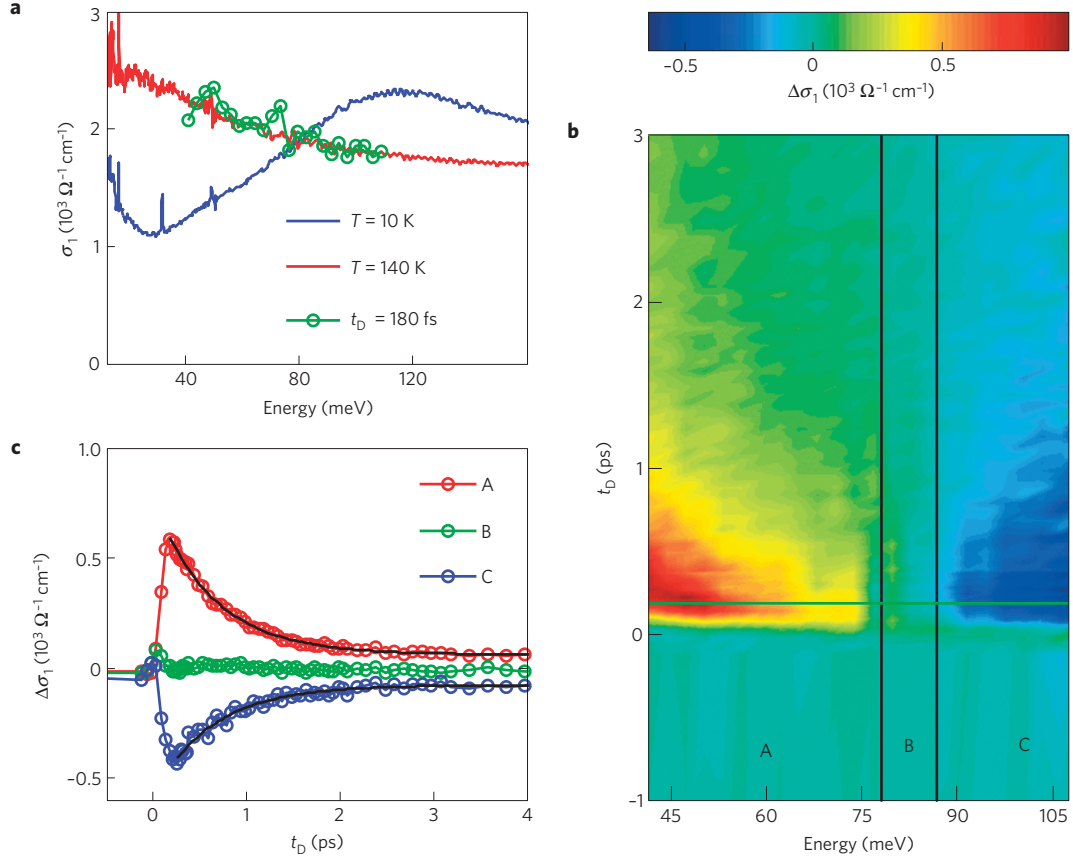 a
3
2
1
0
σ₁ (10³ Ω⁻¹ cm⁻¹)
T = 10 K
T = 140 K
t_D = 180 fs
40
80
120
Energy (meV)
-0.5
0
0.5
Δσ₁ (10³ Ω⁻¹ cm⁻¹)
b
3
2
1
0
-1
t_D (ps)
A
B
C
45
60
75
90
105
Energy (meV)
c
1.0
0.5
0
-0.5
Δσ₁ (10³ Ω⁻¹ cm⁻¹)
A
B
C
0
1
2
3
4
t_D (ps)